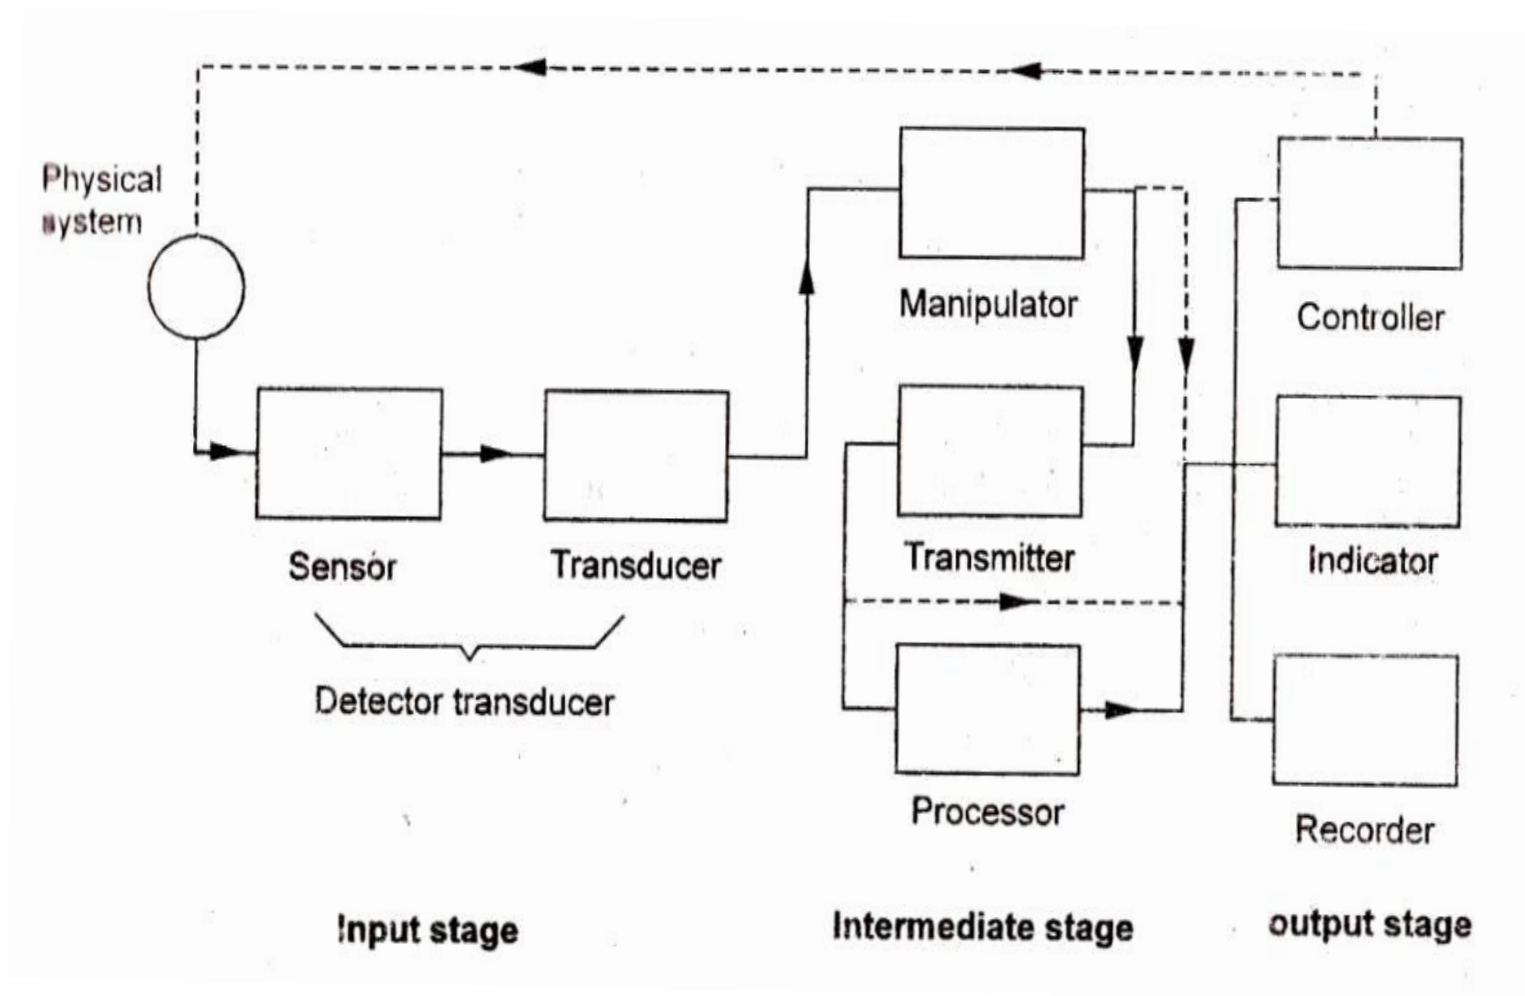 Physical
system
Manipulator
Controller
Sensor
Transducer
Transmitter
Indicator
Detector transducer
Processor
Recorder
Input stage
Intermediate stage
output stage